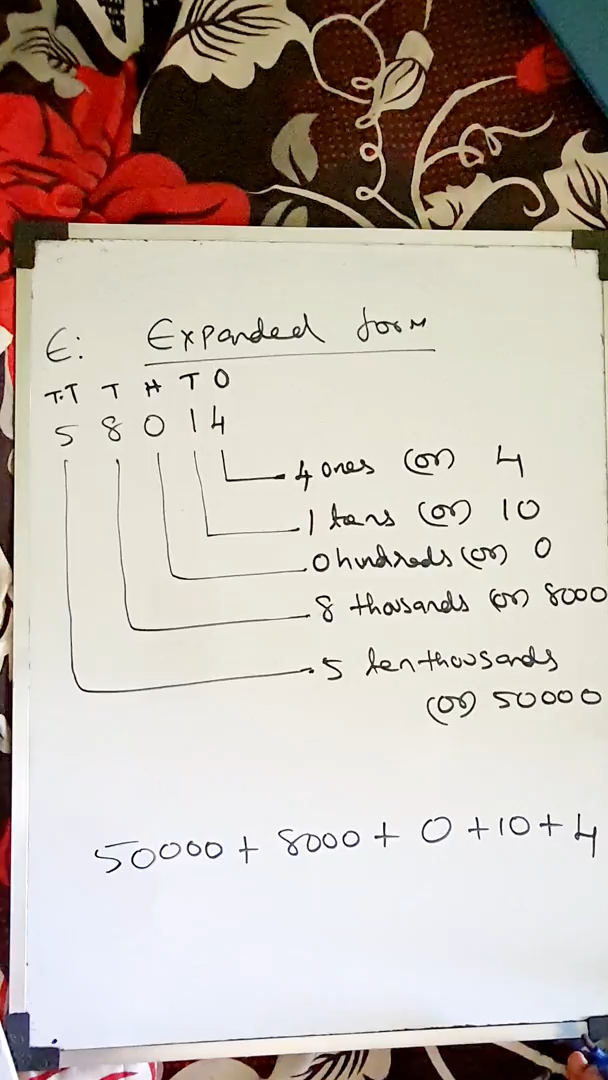 E: Expanded form
T.T T H T O
5 8 0 1 4
4 ones (or) 4
1 tens (or) 10
0 hundreds (or) 0
8 thousands (or) 8000
5 ten thousands
(or) 50000
50000 + 8000 + 0 + 10 + 4